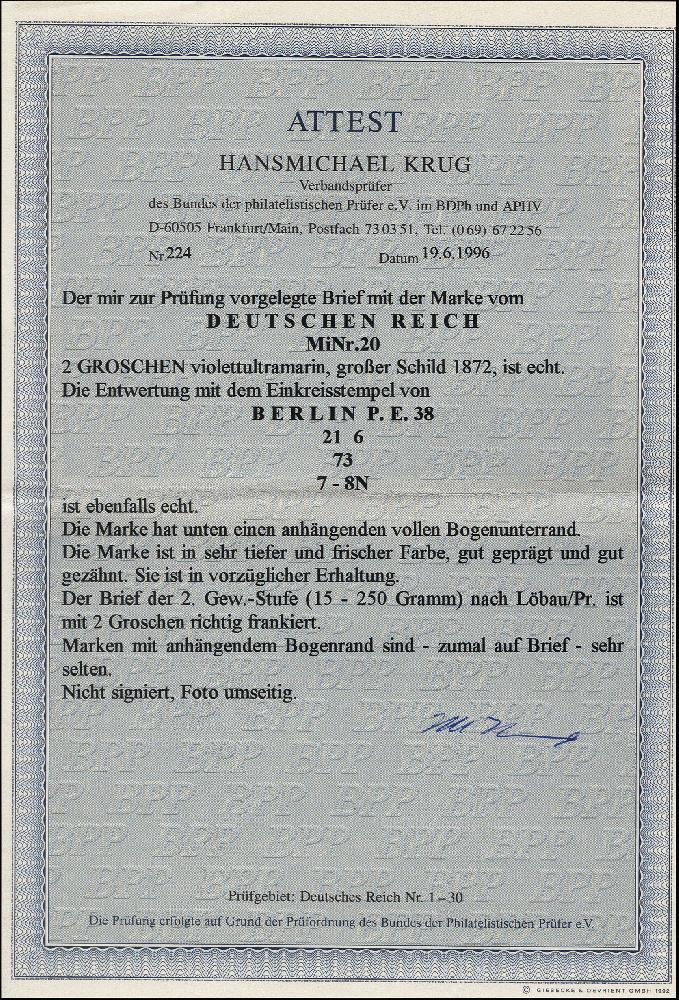 ATTEST
HANSMICHAEL KRUG
Verbandsprüfer
des Bundes der philatelistischen Prüfer e.V. im BDPh und APHV
D-60505 Frankfurt/Main, Postfach 73 03 51, Tel. (0 69) 67 22 56
Nr. 224 Datum 19.6.1996
Der mir zur Prüfung vorgelegte Brief mit der Marke vom
DEUTSCHEN REICH
MiNr.20
2 GROSCHEN violettultramarin, großer Schild 1872, ist echt.
Die Entwertung mit dem Einkreisstempel von
BERLIN P. E. 38
21 6
73
7 - 8N
ist ebenfalls echt.
Die Marke hat unten einen anhängenden vollen Bogenunterrand.
Die Marke ist in sehr tiefer und frischer Farbe, gut geprägt und gut
gezähnt. Sie ist in vorzüglicher Erhaltung.
Der Brief der 2. Gew.-Stufe (15 - 250 Gramm) nach Löbau/Pr. ist
mit 2 Groschen richtig frankiert.
Marken mit anhängendem Bogenrand sind - zumal auf Brief - sehr
selten.
Nicht signiert, Foto umseitig.
Prüfgebiet: Deutsches Reich Nr. 1 – 30
Die Prüfung erfolgte auf Grund der Prüfordnung des Bundes der Philatelistischen Prüfer e.V.
© GIESECKE & DEVRIENT GMBH 1992